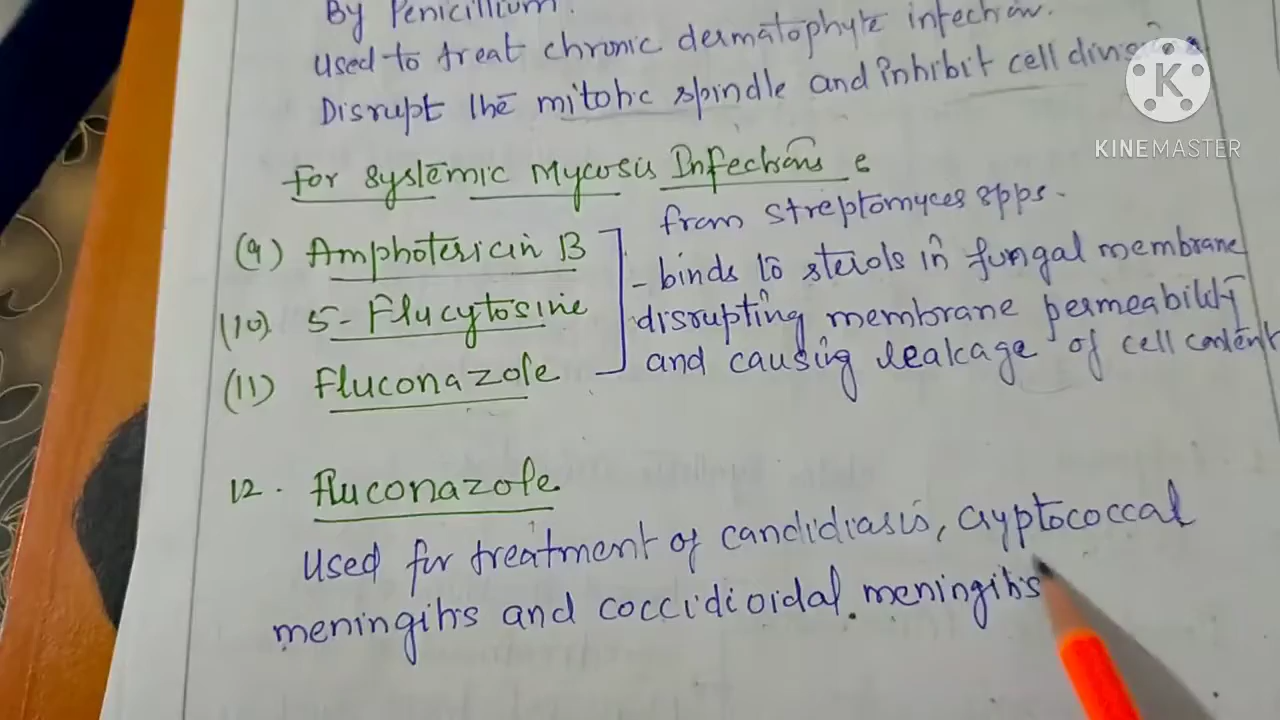 By Penicillium.
Used to treat chronic dermatophyte infection.
Disrupt the mitotic spindle and inhibit cell division
KINEMASTER
For Systemic Mycosis Infections
from Streptomyces spps.
(9) Amphotericin B
- binds to sterols in fungal membrane
(10). 5-Flucytosine
disrupting membrane permeability
and causing leakage of cell content
(11) Fluconazole
12. Fluconazole
Used for treatment of candidiasis, cryptococcal
meningitis and coccidioidal meningitis